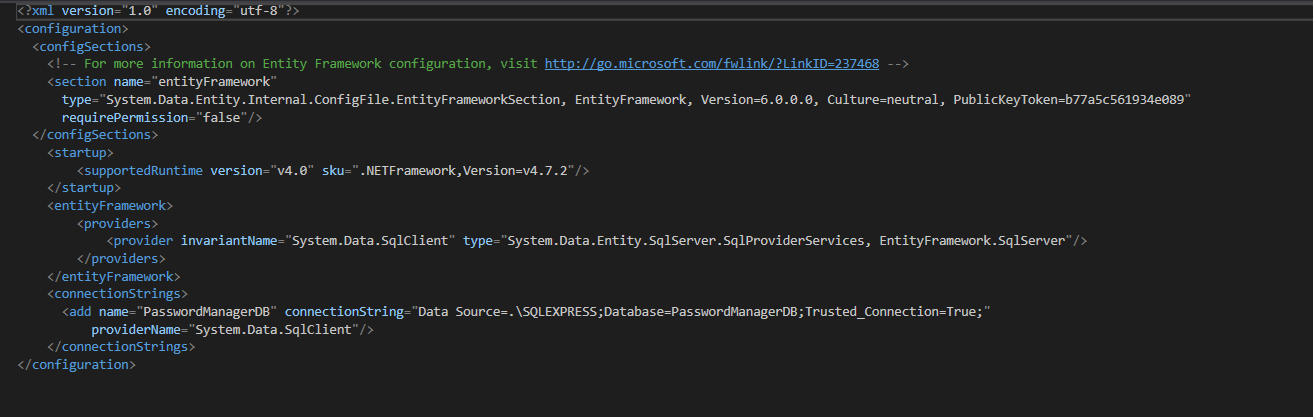 <?xml version="1.0" encoding="utf-8"?>
<configuration>
<configSections>
<!-- For more information on Entity Framework configuration, visit http://go.microsoft.com/fwlink/?LinkID=237468 -->
<section name="entityFramework"
type="System.Data.Entity.Internal.ConfigFile.EntityFrameworkSection, EntityFramework, Version=6.0.0.0, Culture=neutral, PublicKeyToken=b77a5c561934e089"
requirePermission="false"/>
</configSections>
<startup>
<supportedRuntime version="v4.0" sku=".NETFramework,Version=v4.7.2"/>
</startup>
<entityFramework>
<providers>
<provider invariantName="System.Data.SqlClient" type="System.Data.Entity.SqlServer.SqlProviderServices, EntityFramework.SqlServer"/>
</providers>
</entityFramework>
<connectionStrings>
<add name="PasswordManagerDB" connectionString="Data Source=.\SQLEXPRESS;Database=PasswordManagerDB;Trusted_Connection=True;"
providerName="System.Data.SqlClient"/>
</connectionStrings>
</configuration>